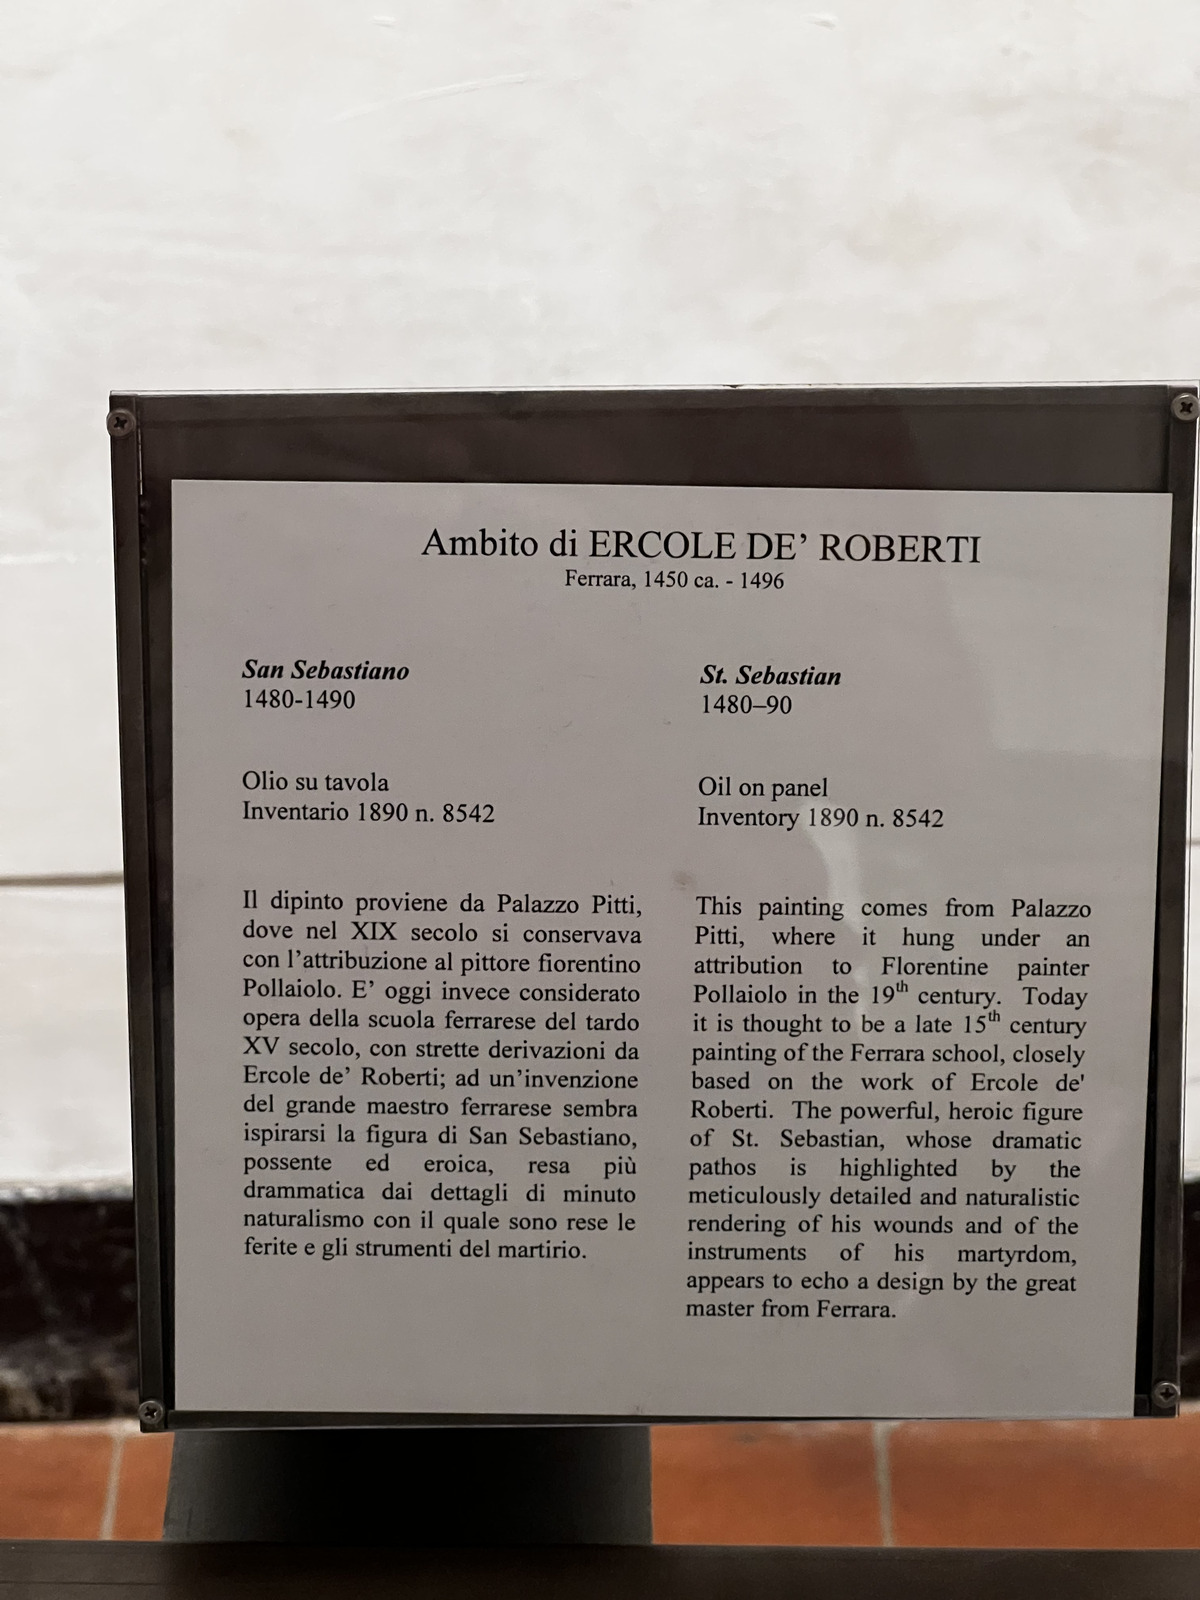 Ambito di ERCOLE DE’ ROBERTI
Ferrara, 1450 ca. - 1496
San Sebastiano
1480-1490
Olio su tavola
Inventario 1890 n. 8542
Il dipinto proviene da Palazzo Pitti,
dove nel XIX secolo si conservava
con l’attribuzione al pittore fiorentino
Pollaiolo. E’ oggi invece considerato
opera della scuola ferrarese del tardo
XV secolo, con strette derivazioni da
Ercole de’ Roberti; ad un’invenzione
del grande maestro ferrarese sembra
ispirarsi la figura di San Sebastiano,
possente ed eroica, resa più
drammatica dai dettagli di minuto
naturalismo con il quale sono rese le
ferite e gli strumenti del martirio.
St. Sebastian
1480–90
Oil on panel
Inventory 1890 n. 8542
This painting comes from Palazzo
Pitti, where it hung under an
attribution to Florentine painter
Pollaiolo in the 19th century. Today
it is thought to be a late 15th century
painting of the Ferrara school, closely
based on the work of Ercole de'
Roberti. The powerful, heroic figure
of St. Sebastian, whose dramatic
pathos is highlighted by the
meticulously detailed and naturalistic
rendering of his wounds and of the
instruments of his martyrdom,
appears to echo a design by the great
master from Ferrara.